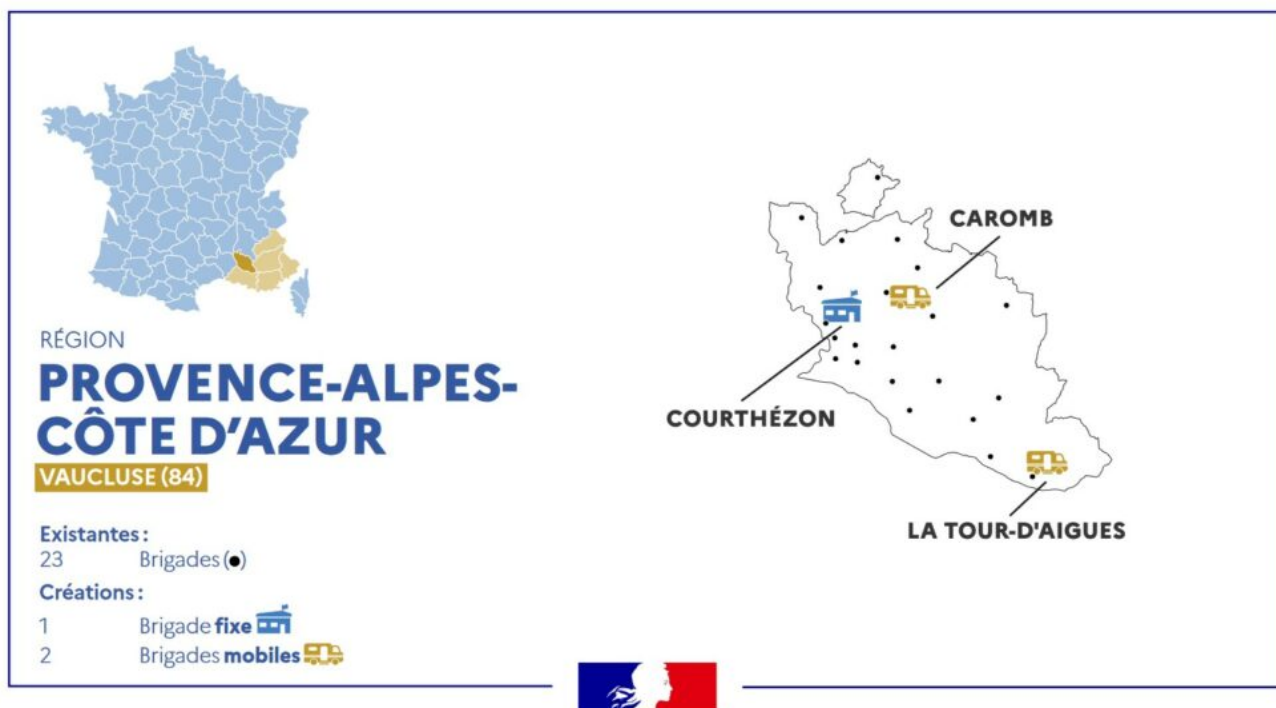 RÉGION
PROVENCE-ALPES-
CÔTE D'AZUR
VAUCLUSE (84)
Existantes :
23 Brigades (●)
Créations :
1 Brigade fixe
2 Brigades mobiles
CAROMB
COURTHÉZON
LA TOUR-D'AIGUES